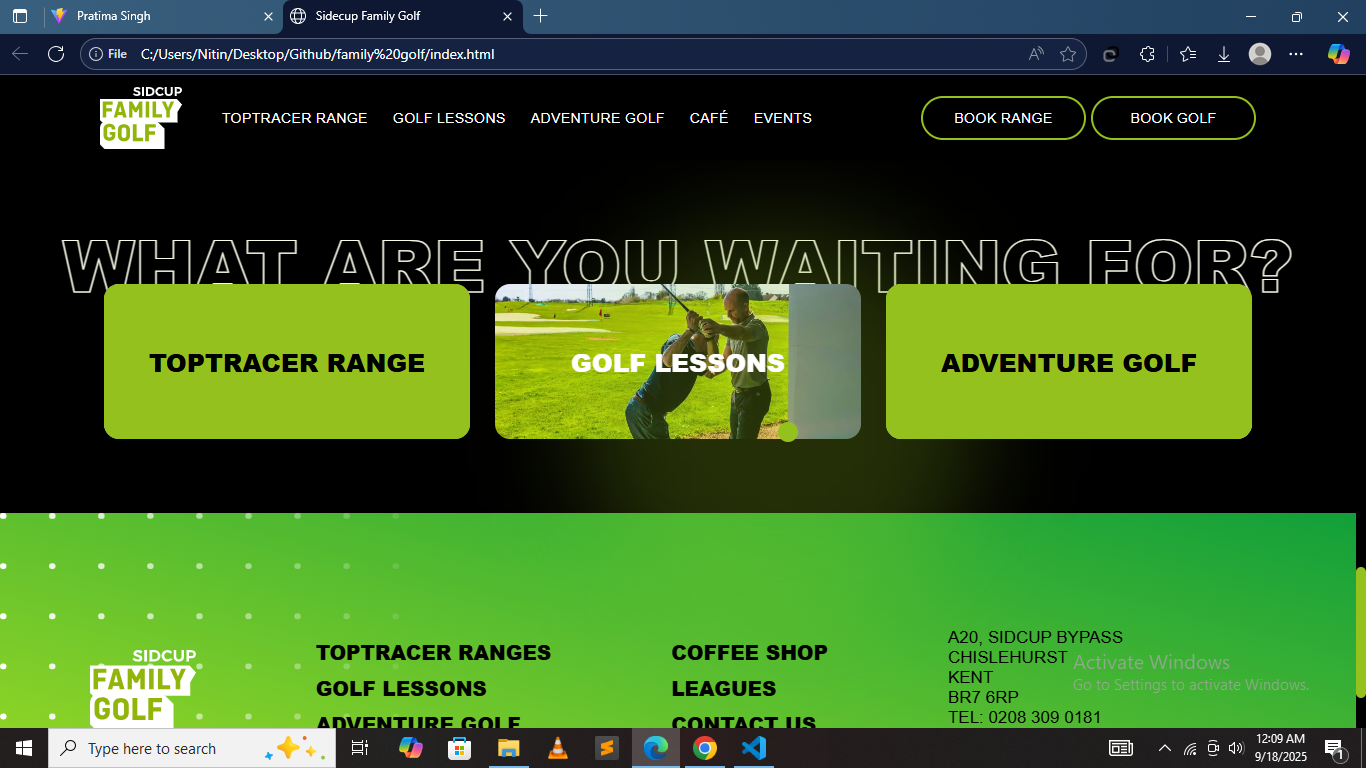 Pratima Singh
Sidecup Family Golf
File C:/Users/Nitin/Desktop/Github/family%20golf/index.html
SIDCUP
FAMILY
GOLF
TOPTRACER RANGE GOLF LESSONS ADVENTURE GOLF CAFÉ EVENTS
BOOK RANGE BOOK GOLF
WHAT ARE YOU WAITING FOR?
TOPTRACER RANGE GOLF LESSONS ADVENTURE GOLF
SIDCUP
FAMILY
GOLF
TOPTRACER RANGES
GOLF LESSONS
ADVENTURE GOLF
COFFEE SHOP
LEAGUES
CONTACT US
A20, SIDCUP BYPASS
CHISLEHURST
KENT
BR7 6RP
TEL: 0208 309 0181
Activate Windows
Go to Settings to activate Windows.
Type here to search
12:09 AM
9/18/2025
1